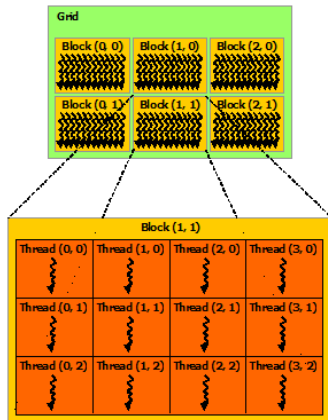 Grid
Block (0, 0) Block (1, 0) Block (2, 0)
Block (0, 1) Block (1, 1) Block (2, 1)
Block (1, 1)
Thread (0, 0) Thread (1, 0) Thread (2, 0) Thread (3, 0)
Thread (0, 1) Thread (1, 1) Thread (2, 1) Thread (3, 1)
Thread (0, 2) Thread (1, 2) Thread (2, 2) Thread (3, 2)